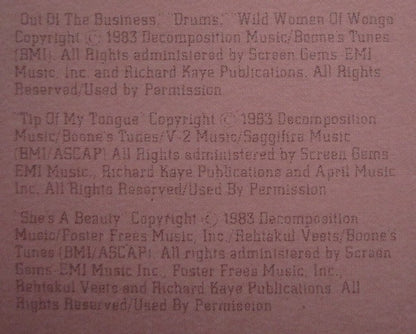 "Out Of The Business," "Drums," "Wild Women Of Wongo"
Copyright © 1983 Decomposition Music/Boone's Tunes
(BMI). All Rights administered by Screen Gems-EMI
Music, Inc. and Richard Kaye Publications. All Rights
Reserved/Used By Permission
"Tip Of My Tongue" Copyright © 1983 Decomposition
Music/Boone's Tunes/V-2 Music/Saggifire Music
(BMI/ASCAP) All Rights administered by Screen Gems-
EMI Music., Richard Kaye Publications and April Music
Inc. All Rights Reserved/Used By Permission
"She's A Beauty" Copyright © 1983 Decomposition
Music/Foster Frees Music, Inc./Rehtakul Veets/Boone's
Tunes (BMI/ASCAP). All rights administered by Screen
Gems-EMI Music Inc., Foster Frees Music, Inc.,
Rehtakul Veets and Richard Kaye Publications. All
Rights Reserved/Used By Permission